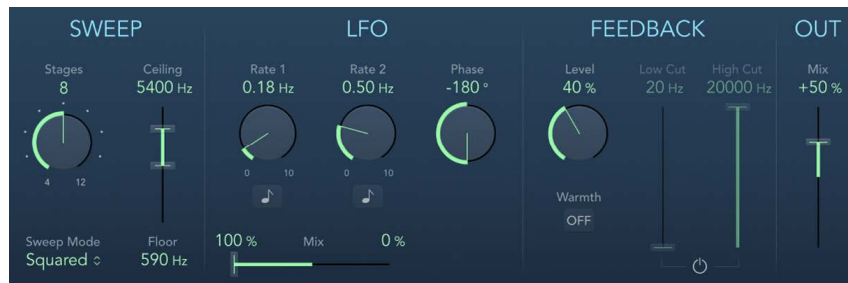 SWEEP
LFO
FEEDBACK
OUT
Stages
Ceiling
Rate 1
Rate 2
Phase
Level
Low Cut
High Cut
Mix
8
5400 Hz
0.18 Hz
0.50 Hz
-180 °
40 %
20 Hz
20000 Hz
+50 %
4
12
0
10
0
10
Warmth
OFF
Sweep Mode
Floor
100 %
Mix
0 %
Squared
590 Hz